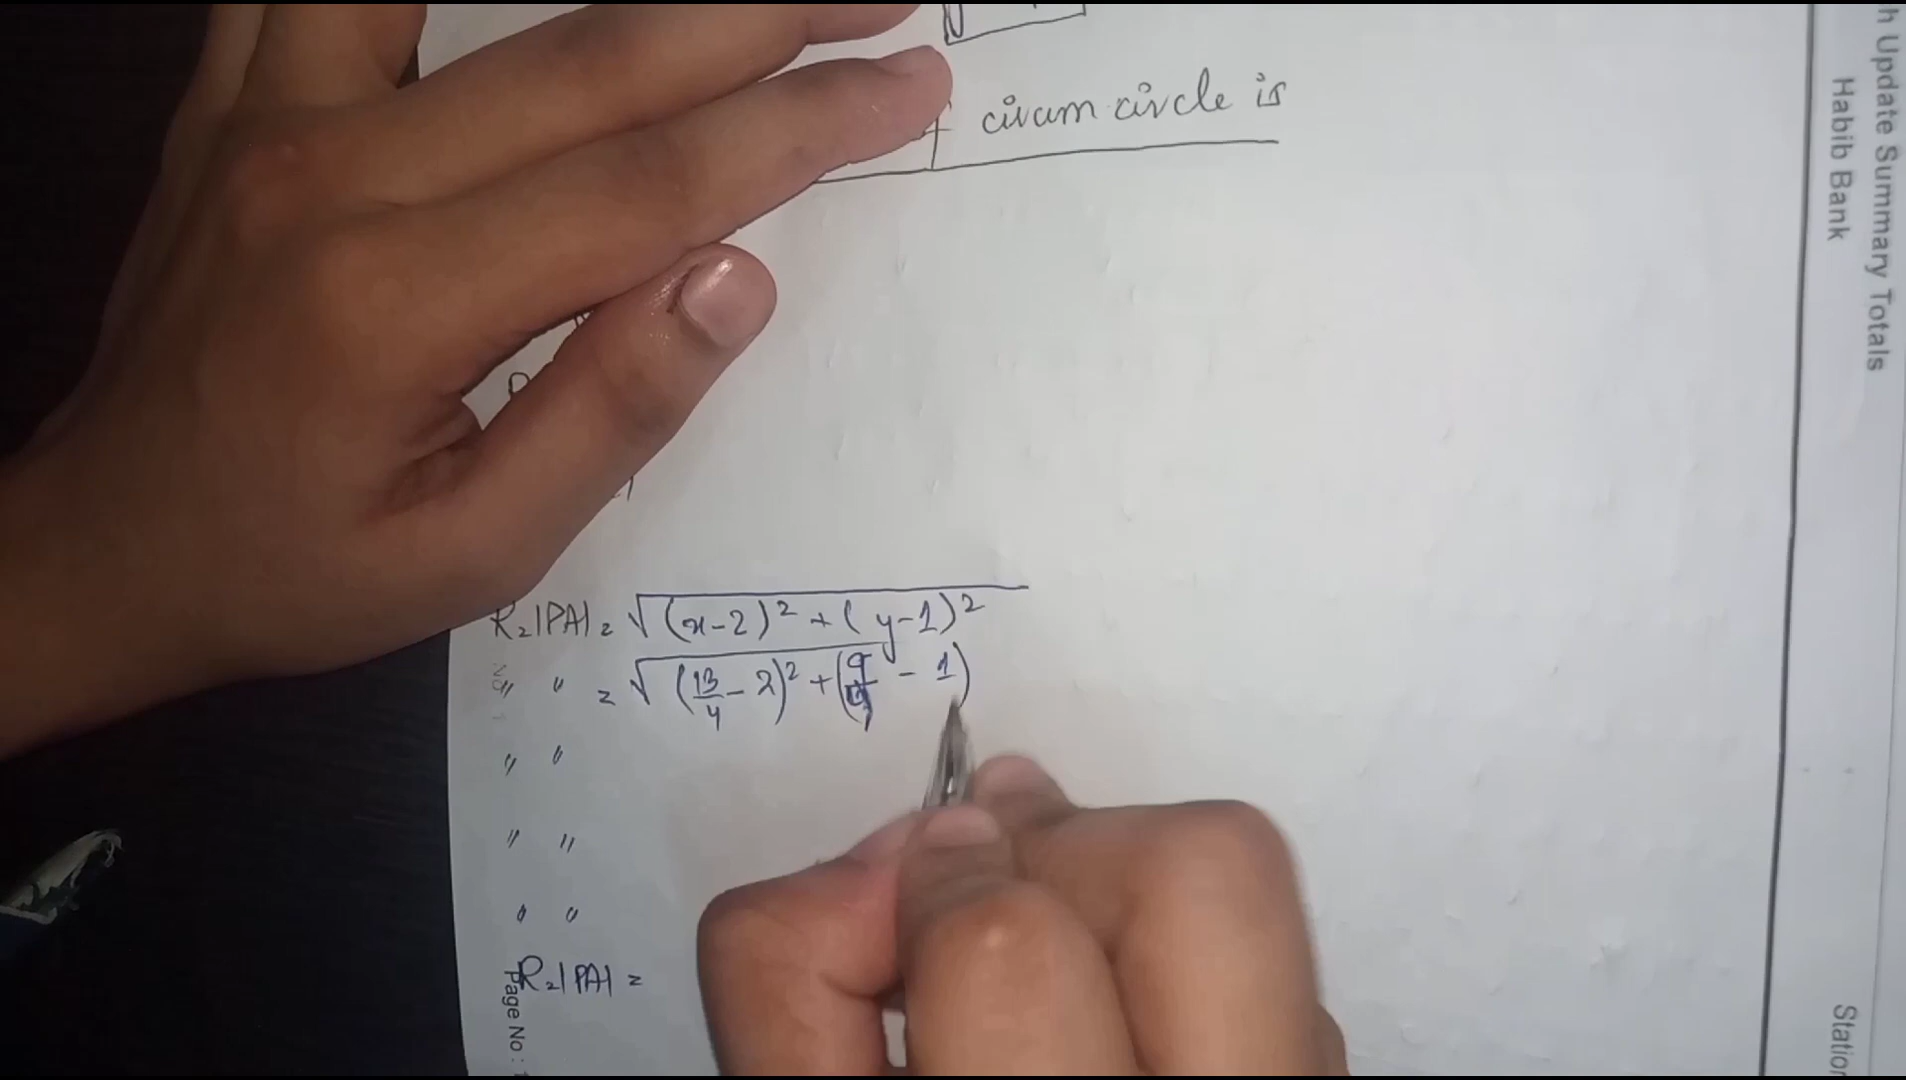 circum circle is
R=|PA| = √(x-2)² + (y-1)²
" " = √(13/4 - 2)² + (9/4 - 1)
" "
" "
" "
R=|PA| =
h Update Summary Totals
Habib Bank
Station
Page No :